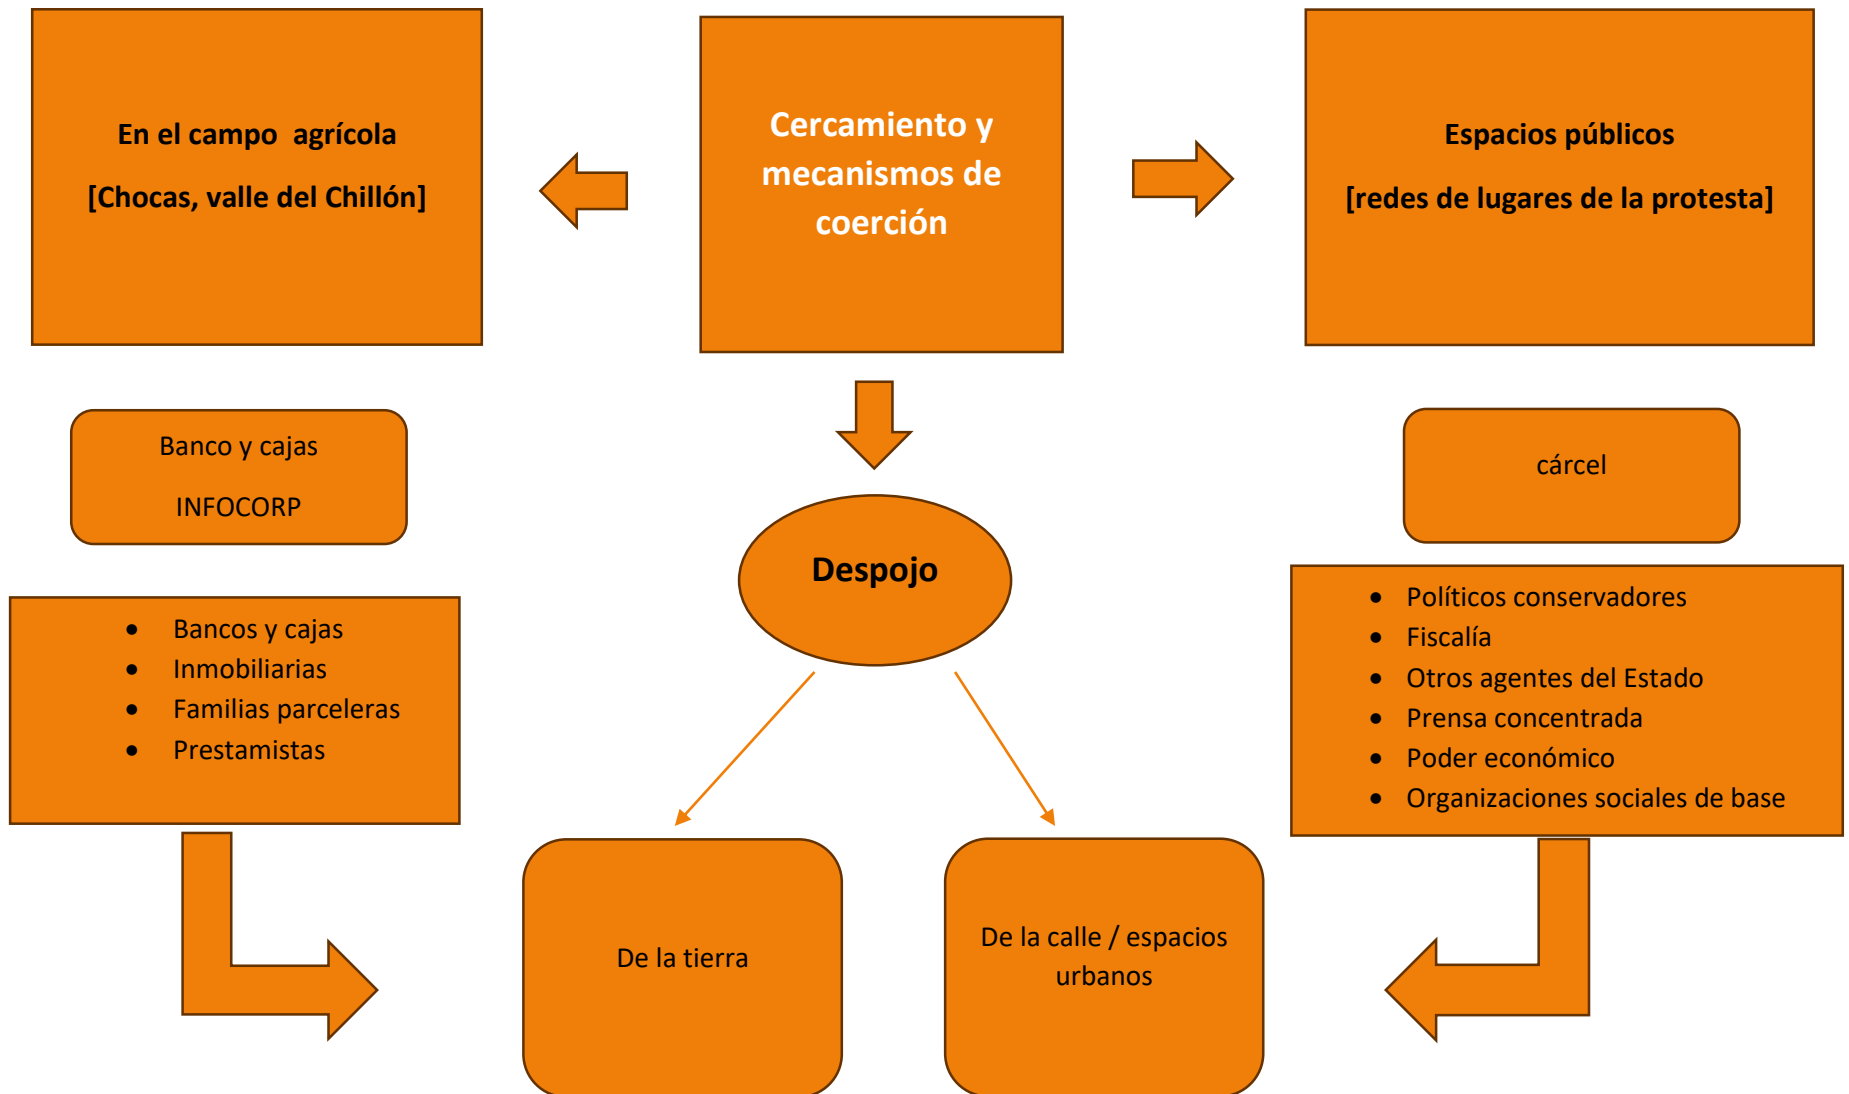 En el campo  agrícola
[Chocas, valle del Chillón]
Cercamiento y
mecanismos de
coerción
Espacios públicos
[redes de lugares de la protesta]
Banco y cajas
INFOCORP
cárcel
Despojo
• Bancos y cajas
• Inmobiliarias
• Familias parceleras
• Prestamistas
• Políticos conservadores
• Fiscalía
• Otros agentes del Estado
• Prensa concentrada
• Poder económico
• Organizaciones sociales de base
De la tierra
De la calle / espacios
urbanos